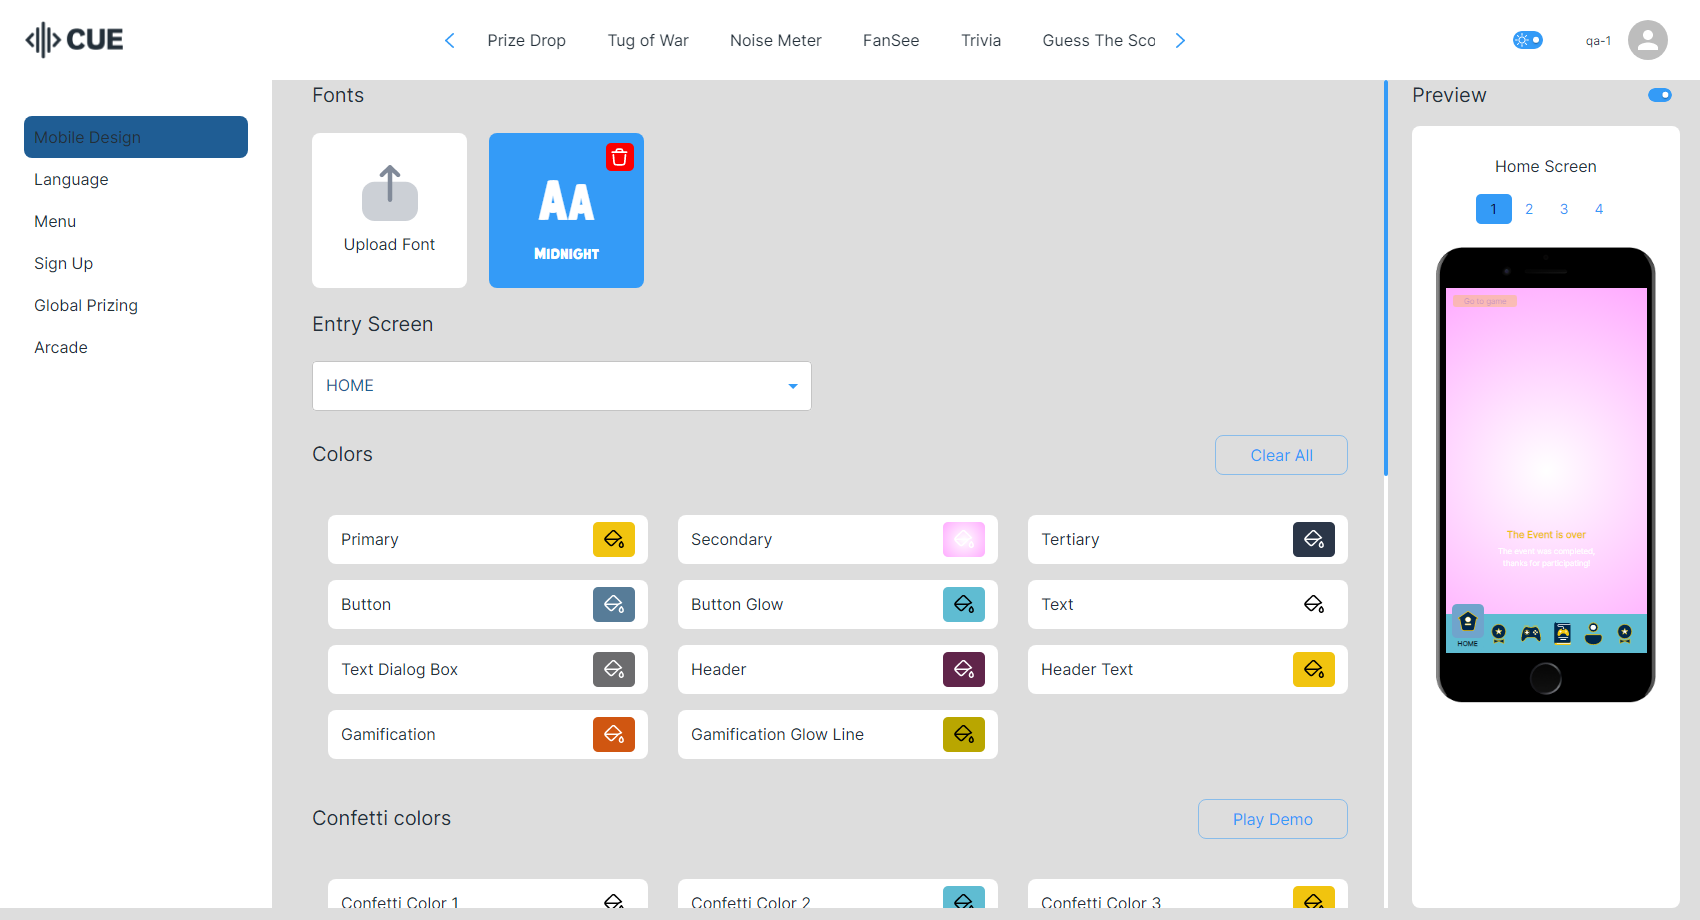 CUE
Prize Drop
Tug of War
Noise Meter
FanSee
Trivia
Guess The Sco
qa-1
Mobile Design
Language
Menu
Sign Up
Global Prizing
Arcade
Fonts
Upload Font
AA
MIDNIGHT
Entry Screen
HOME
Colors
Clear All
Primary
Secondary
Tertiary
Button
Button Glow
Text
Text Dialog Box
Header
Header Text
Gamification
Gamification Glow Line
Confetti colors
Play Demo
Confetti Color 1
Confetti Color 2
Confetti Color 3
Preview
Home Screen
1 2 3 4
Go to game
The Event is over
The event was completed,
thanks for participating!
HOME